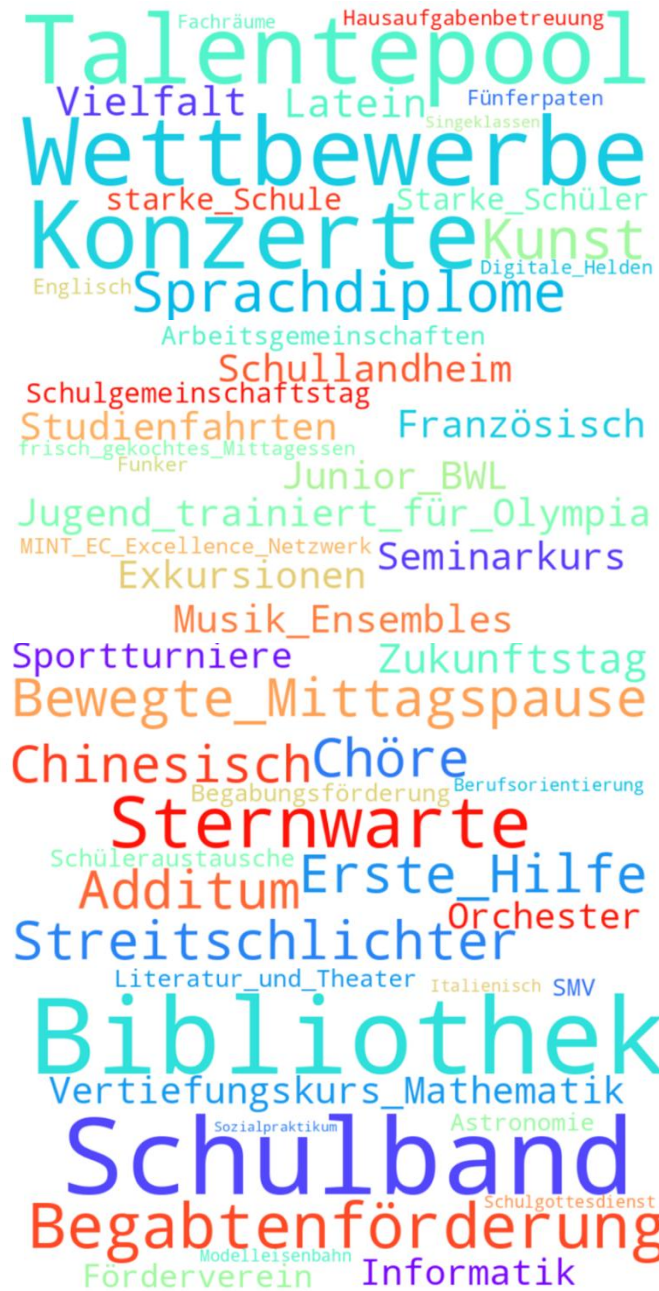 Fachräume Hausaufgabenbetreuung
Talentepool
Vielfalt Latein Fünferpaten
Singeklassen
Wettbewerbe
starke_Schule Starke_Schüler
Konzerte Kunst
Digitale_Helden
Englisch Sprachdiplome
Arbeitsgemeinschaften
Schullandheim
Schulgemeinschaftstag
Studienfahrten Französisch
frisch_gekochtes_Mittagessen
Funker Junior_BWL
Jugend_trainiert_für_Olympia
MINT_EC_Excellence_Netzwerk Seminarkurs
Exkursionen
Musik_Ensembles
Sportturniere Zukunftstag
Bewegte_Mittagspause
Chinesisch Chöre
Begabungsförderung Berufsorientierung
Sternwarte
Schüleraustausche Erste_Hilfe
Additum Orchester
Streitschlichter
Literatur_und_Theater Italienisch SMV
Bibliothek
Vertiefungskurs_Mathematik
Sozialpraktikum Astronomie
Schulband
Schulgottesdienst
Begabtenförderung
Modelleisenbahn
Förderverein Informatik